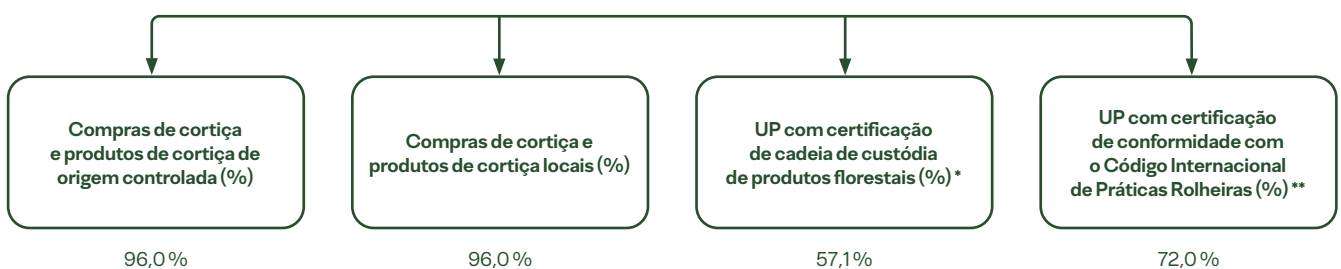 Compras de cortiça
e produtos de cortiça de
origem controlada (%)
96,0 %
Compras de cortiça e
produtos de cortiça locais (%)
96,0 %
UP com certificação
de cadeia de custódia
de produtos florestais (%) *
57,1 %
UP com certificação
de conformidade com
o Código Internacional
de Práticas Rolheiras (%) **
72,0 %